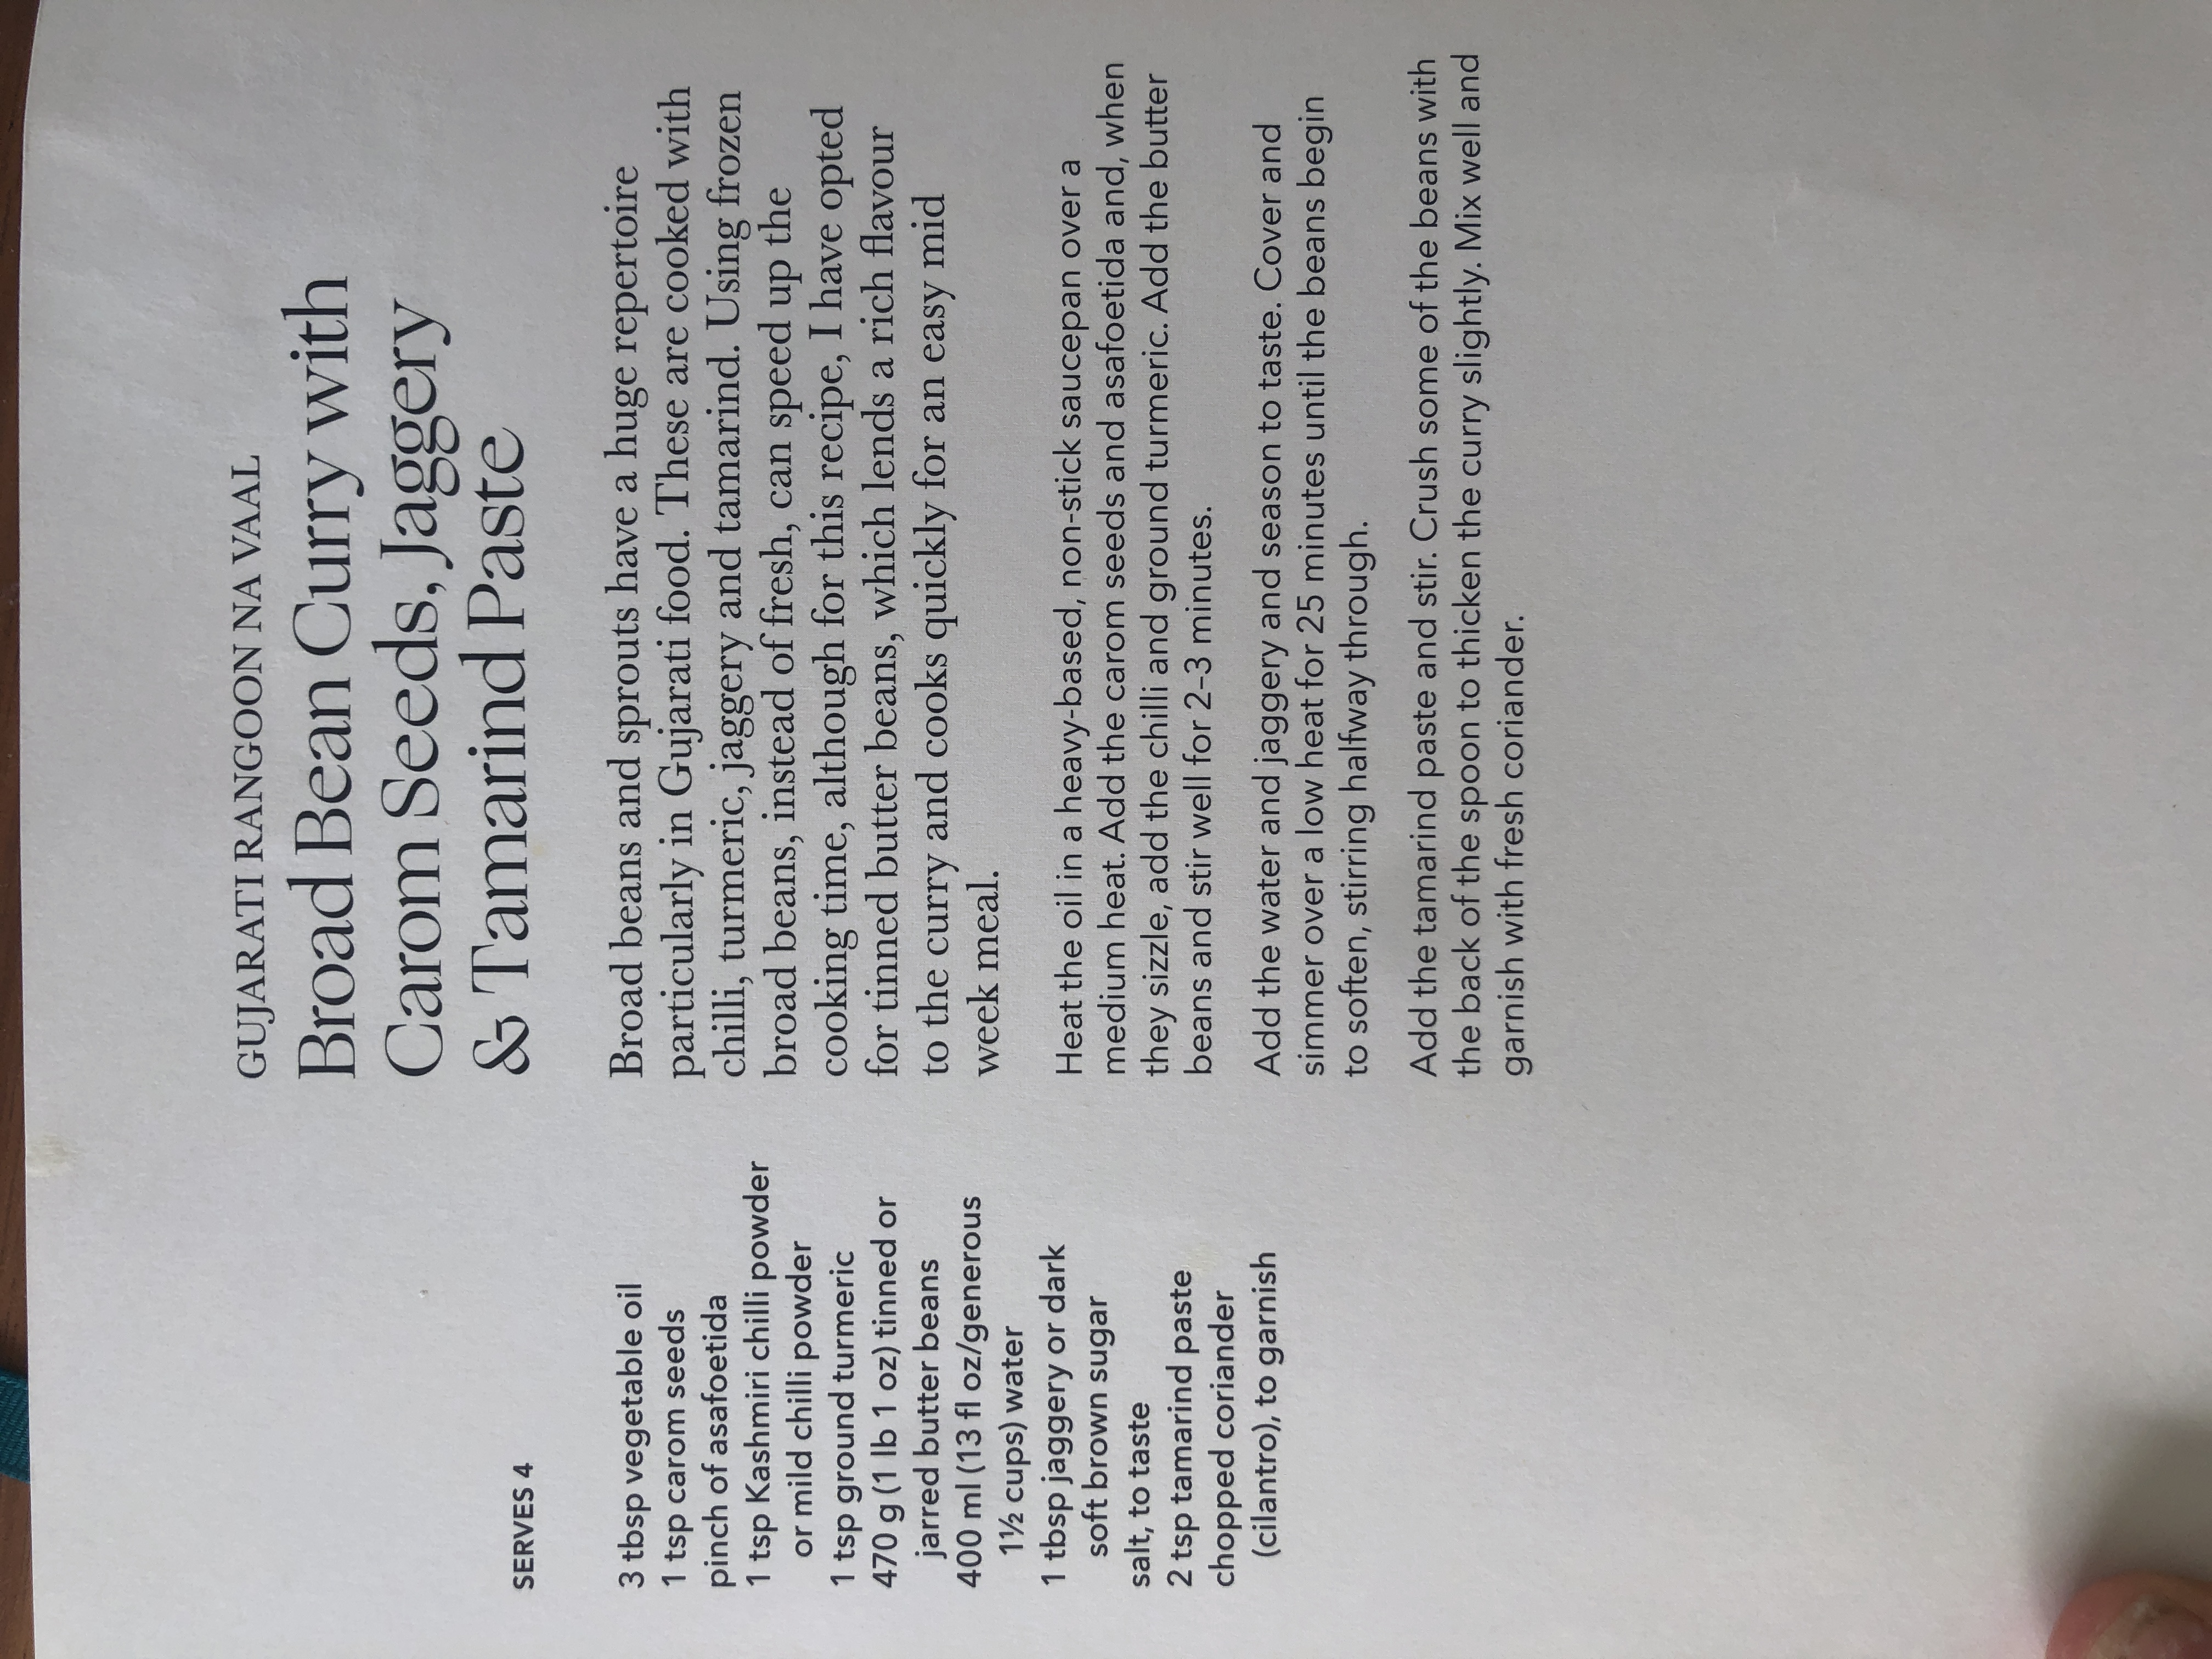 GUJARATI RANGOON NA VAAL
Broad Bean Curry with
Carom Seeds, Jaggery
& Tamarind Paste
SERVES 4
3 tbsp vegetable oil
1 tsp carom seeds
pinch of asafoetida
1 tsp Kashmiri chilli powder
or mild chilli powder
1 tsp ground turmeric
470 g (1 lb 1 oz) tinned or
jarred butter beans
400 ml (13 fl oz/generous
1½ cups) water
1 tbsp jaggery or dark
soft brown sugar
salt, to taste
2 tsp tamarind paste
chopped coriander
(cilantro), to garnish
Broad beans and sprouts have a huge repertoire
particularly in Gujarati food. These are cooked with
chilli, turmeric, jaggery and tamarind. Using frozen
broad beans, instead of fresh, can speed up the
cooking time, although for this recipe, I have opted
for tinned butter beans, which lends a rich flavour
to the curry and cooks quickly for an easy mid
week meal.
Heat the oil in a heavy-based, non-stick saucepan over a
medium heat. Add the carom seeds and asafoetida and, when
they sizzle, add the chilli and ground turmeric. Add the butter
beans and stir well for 2–3 minutes.
Add the water and jaggery and season to taste. Cover and
simmer over a low heat for 25 minutes until the beans begin
to soften, stirring halfway through.
Add the tamarind paste and stir. Crush some of the beans with
the back of the spoon to thicken the curry slightly. Mix well and
garnish with fresh coriander.